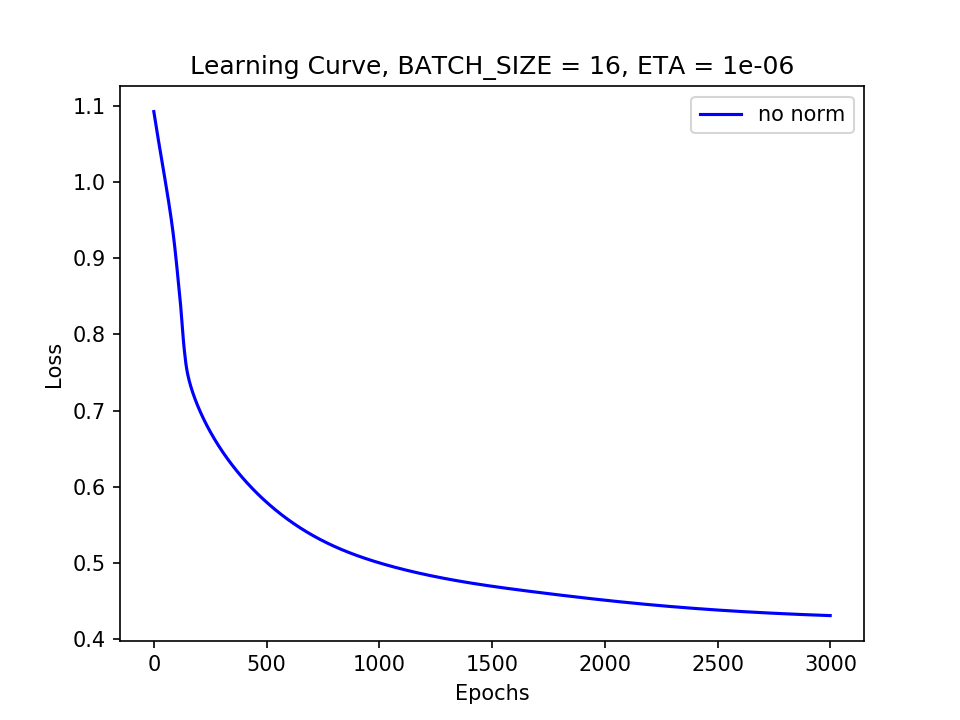 Learning Curve, BATCH_SIZE = 16, ETA = 1e-06
no norm
1.1
1.0
0.9
0.8
0.7
0.6
0.5
0.4
Loss
0 500 1000 1500 2000 2500 3000
Epochs